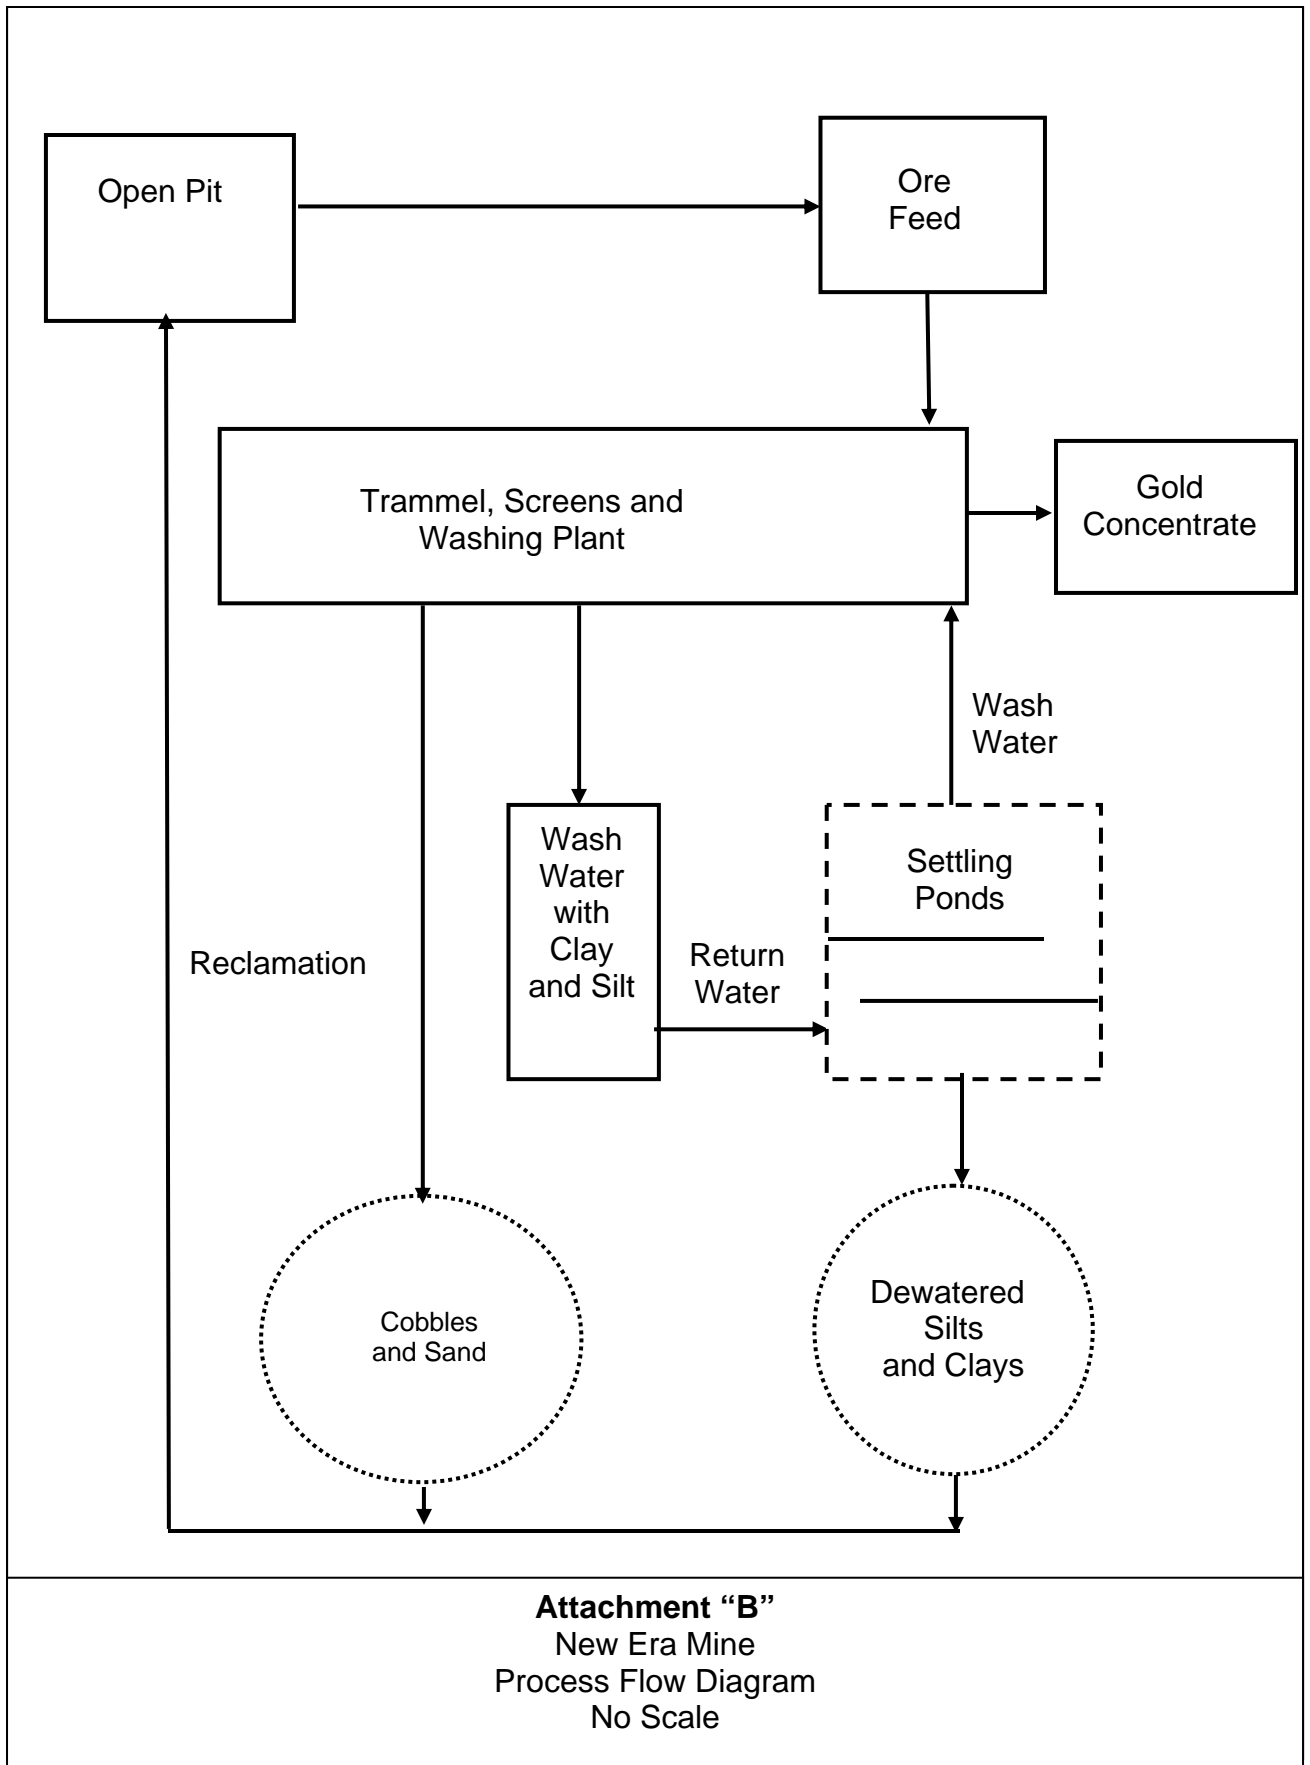 Open Pit
Ore
Feed
Trammel, Screens and
Washing Plant
Gold
Concentrate
Wash
Water
Wash
Water
with
Clay
and Silt
Settling
Ponds
Reclamation
Return
Water
Cobbles
and Sand
Dewatered
Silts
and Clays
Attachment “B”
New Era Mine
Process Flow Diagram
No Scale